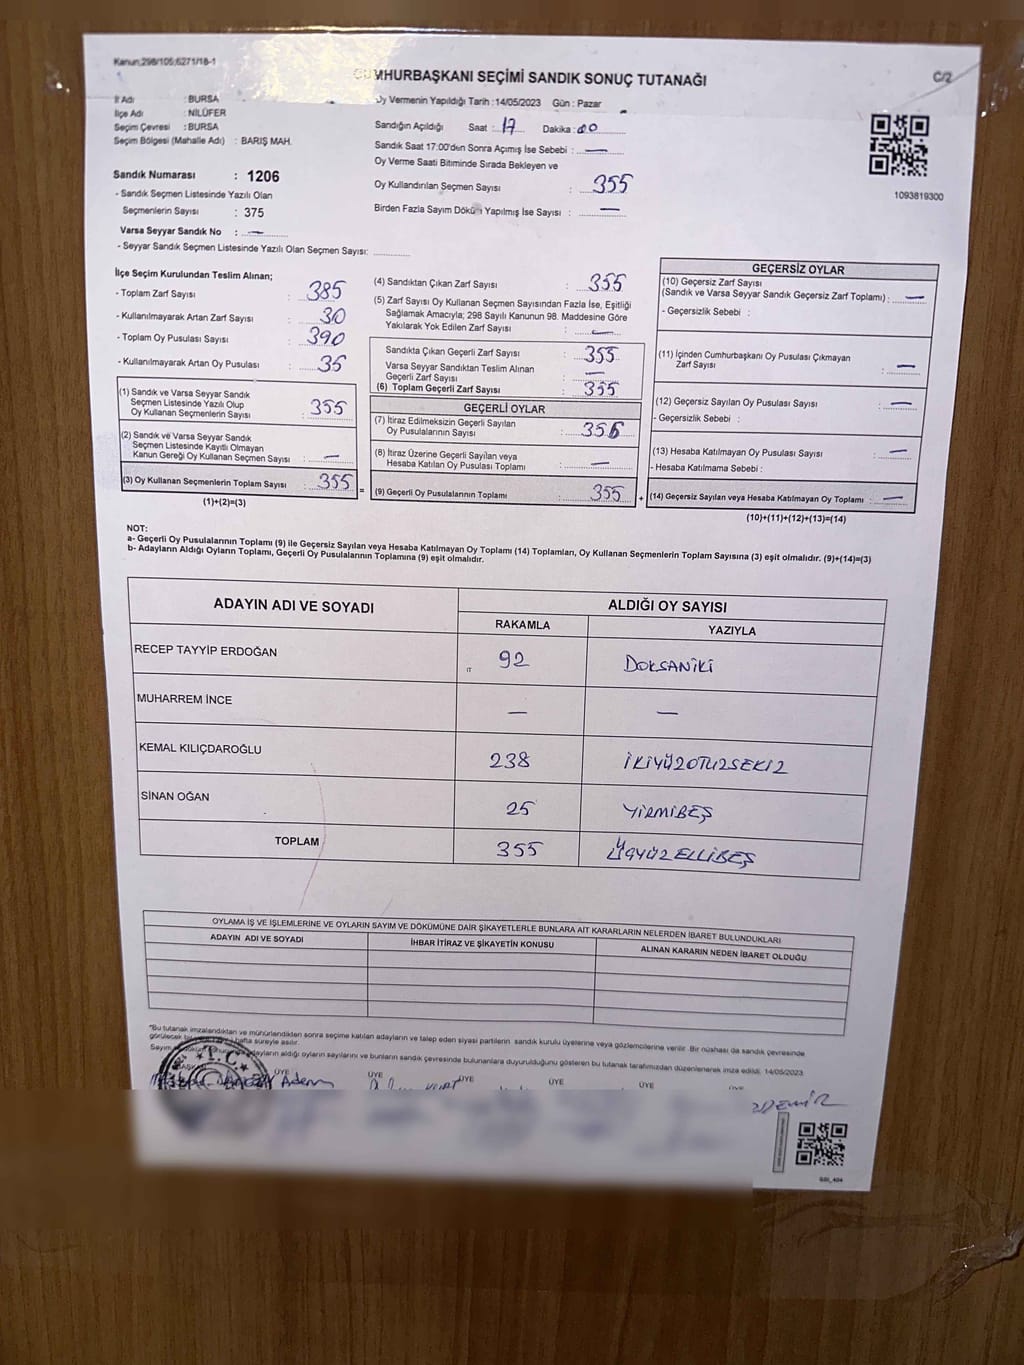 Kanun;298/105;6271/18-1
CUMHURBAŞKANI SEÇİMİ SANDIK SONUÇ TUTANAĞI
C/2
İl Adı : BURSA
İlçe Adı : NİLÜFER
Seçim Çevresi : BURSA
Seçim Bölgesi (Mahalle Adı) : BARIŞ MAH.
Oy Vermenin Yapıldığı Tarih :14/05/2023 Gün : Pazar
Sandığın Açıldığı Saat : 17 Dakika : 00
Sandık Saat 17:00'den Sonra Açımış İse Sebebi : —
Oy Verme Saati Bitiminde Sırada Bekleyen ve
Oy Kullandırılan Seçmen Sayısı : 355
Birden Fazla Sayım Dökü Yapılmış İse Sayısı : —
1093819300
Sandık Numarası : 1206
- Sandık Seçmen Listesinde Yazılı Olan
Seçmenlerin Sayısı : 375
Varsa Seyyar Sandık No : —
- Seyyar Sandık Seçmen Listesinde Yazılı Olan Seçmen Sayısı:
İlçe Seçim Kurulundan Teslim Alınan;
- Toplam Zarf Sayısı : 385
- Kullanılmayarak Artan Zarf Sayısı : 30
- Toplam Oy Pusulası Sayısı : 390
- Kullanılmayarak Artan Oy Pusulası : 35
(1) Sandık ve Varsa Seyyar Sandık
Seçmen Listesinde Yazılı Olup
Oy Kullanan Seçmenlerin Sayısı : 355
(2) Sandık ve Varsa Seyyar Sandık
Seçmen Listesinde Kayıtlı Olmayan
Kanun Gereği Oy Kullanan Seçmen Sayısı : —
(3) Oy Kullanan Seçmenlerin Toplam Sayısı : 355
(1)+(2)=(3)
(4) Sandıktan Çıkan Zarf Sayısı : 355
(5) Zarf Sayısı Oy Kullanan Seçmen Sayısından Fazla İse, Eşitliği
Sağlamak Amacıyla; 298 Sayılı Kanunun 98. Maddesine Göre
Yakılarak Yok Edilen Zarf Sayısı : —
Sandıkta Çıkan Geçerli Zarf Sayısı : 355
Varsa Seyyar Sandıktan Teslim Alınan
Geçerli Zarf Sayısı : —
(6) Toplam Geçerli Zarf Sayısı : 355
GEÇERLİ OYLAR
(7) İtiraz Edilmeksizin Geçerli Sayılan
Oy Pusulalarının Sayısı : 355
(8) İtiraz Üzerine Geçerli Sayılan veya
Hesaba Katılan Oy Pusulası Toplamı : —
= (9) Geçerli Oy Pusulalarının Toplamı : 355 +
GEÇERSİZ OYLAR
(10) Geçersiz Zarf Sayısı
(Sandık ve Varsa Seyyar Sandık Geçersiz Zarf Toplamı) : —
- Geçersizlik Sebebi :
(11) İçinden Cumhurbaşkanı Oy Pusulası Çıkmayan
Zarf Sayısı : —
(12) Geçersiz Sayılan Oy Pusulası Sayısı : —
- Geçersizlik Sebebi :
(13) Hesaba Katılmayan Oy Pusulası Sayısı : —
- Hesaba Katılmama Sebebi :
(14) Geçersiz Sayılan veya Hesaba Katılmayan Oy Toplamı : —
(10)+(11)+(12)+(13)=(14)
NOT:
a- Geçerli Oy Pusulalarının Toplamı (9) ile Geçersiz Sayılan veya Hesaba Katılmayan Oy Toplamı (14) Toplamları, Oy Kullanan Seçmenlerin Toplam Sayısına (3) eşit olmalıdır. (9)+(14)=(3)
b- Adayların Aldığı Oyların Toplamı, Geçerli Oy Pusulalarının Toplamına (9) eşit olmalıdır.
ADAYIN ADI VE SOYADI ALDIĞI OY SAYISI
RAKAMLA YAZIYLA
RECEP TAYYİP ERDOĞAN 92 DOKSANİKİ
MUHARREM İNCE — —
KEMAL KILIÇDAROĞLU 238 İKİYÜZOTUZSEKİZ
SİNAN OĞAN 25 YİRMİBEŞ
TOPLAM 355 ÜÇYÜZELLİBEŞ
OYLAMA İŞ VE İŞLEMLERİNE VE OYLARIN SAYIM VE DÖKÜMÜNE DAİR ŞİKAYETLERLE BUNLARA AİT KARARLARIN NELERDEN İBARET BULUNDUKLARI
ADAYIN ADI VE SOYADI İHBAR İTİRAZ VE ŞİKAYETİN KONUSU ALINAN KARARIN NEDEN İBARET OLDUĞU
"Bu tutanak imzalandıktan ve mühürlendikten sonra seçime katılan adayların ve talep eden siyasi partilerin sandık kurulu üyelerine veya gözlemcilerine verilir. Bir nüshası da sandık çevresinde
görülecek hafta süreyle asılır.
Sayım adayların aldığı oyların sayılarını ve bunların sandık çevresinde bulunanlara duyurulduğunu gösteren bu tutanak tarafımızdan düzenlenerek imza edildi. 14/05/2023
T.C.
ÜYE ÜYE ÜYE ÜYE ÜYE
Adem